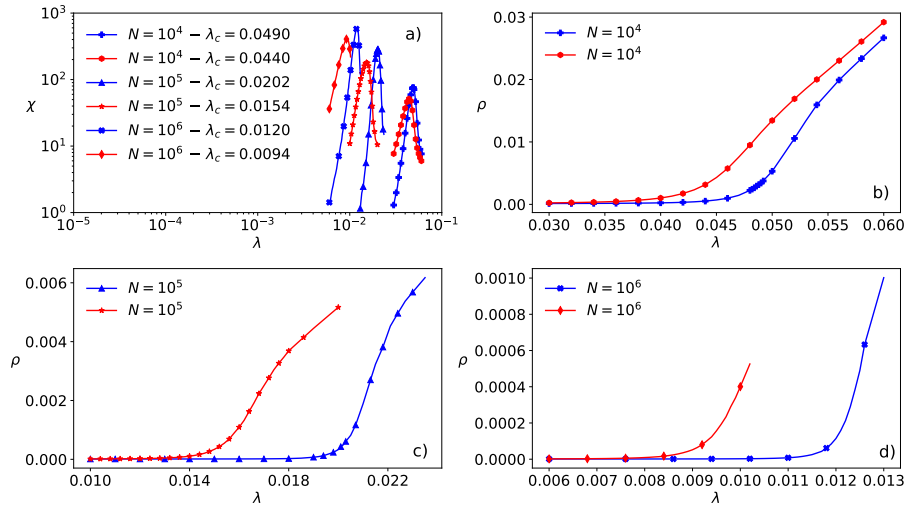 10³
10²
10¹
10⁰
χ
N = 10⁴ − λc = 0.0490
N = 10⁴ − λc = 0.0440
N = 10⁵ − λc = 0.0202
N = 10⁵ − λc = 0.0154
N = 10⁶ − λc = 0.0120
N = 10⁶ − λc = 0.0094
a)
10⁻⁵ 10⁻⁴ 10⁻³ 10⁻² 10⁻¹
λ
0.03
0.02
0.01
0.00
ρ
N = 10⁴
N = 10⁴
b)
0.030 0.035 0.040 0.045 0.050 0.055 0.060
λ
0.006
0.004
0.002
0.000
ρ
N = 10⁵
N = 10⁵
c)
0.010 0.014 0.018 0.022
λ
0.0010
0.0008
0.0006
0.0004
0.0002
0.0000
ρ
N = 10⁶
N = 10⁶
d)
0.006 0.007 0.008 0.009 0.010 0.011 0.012 0.013
λ